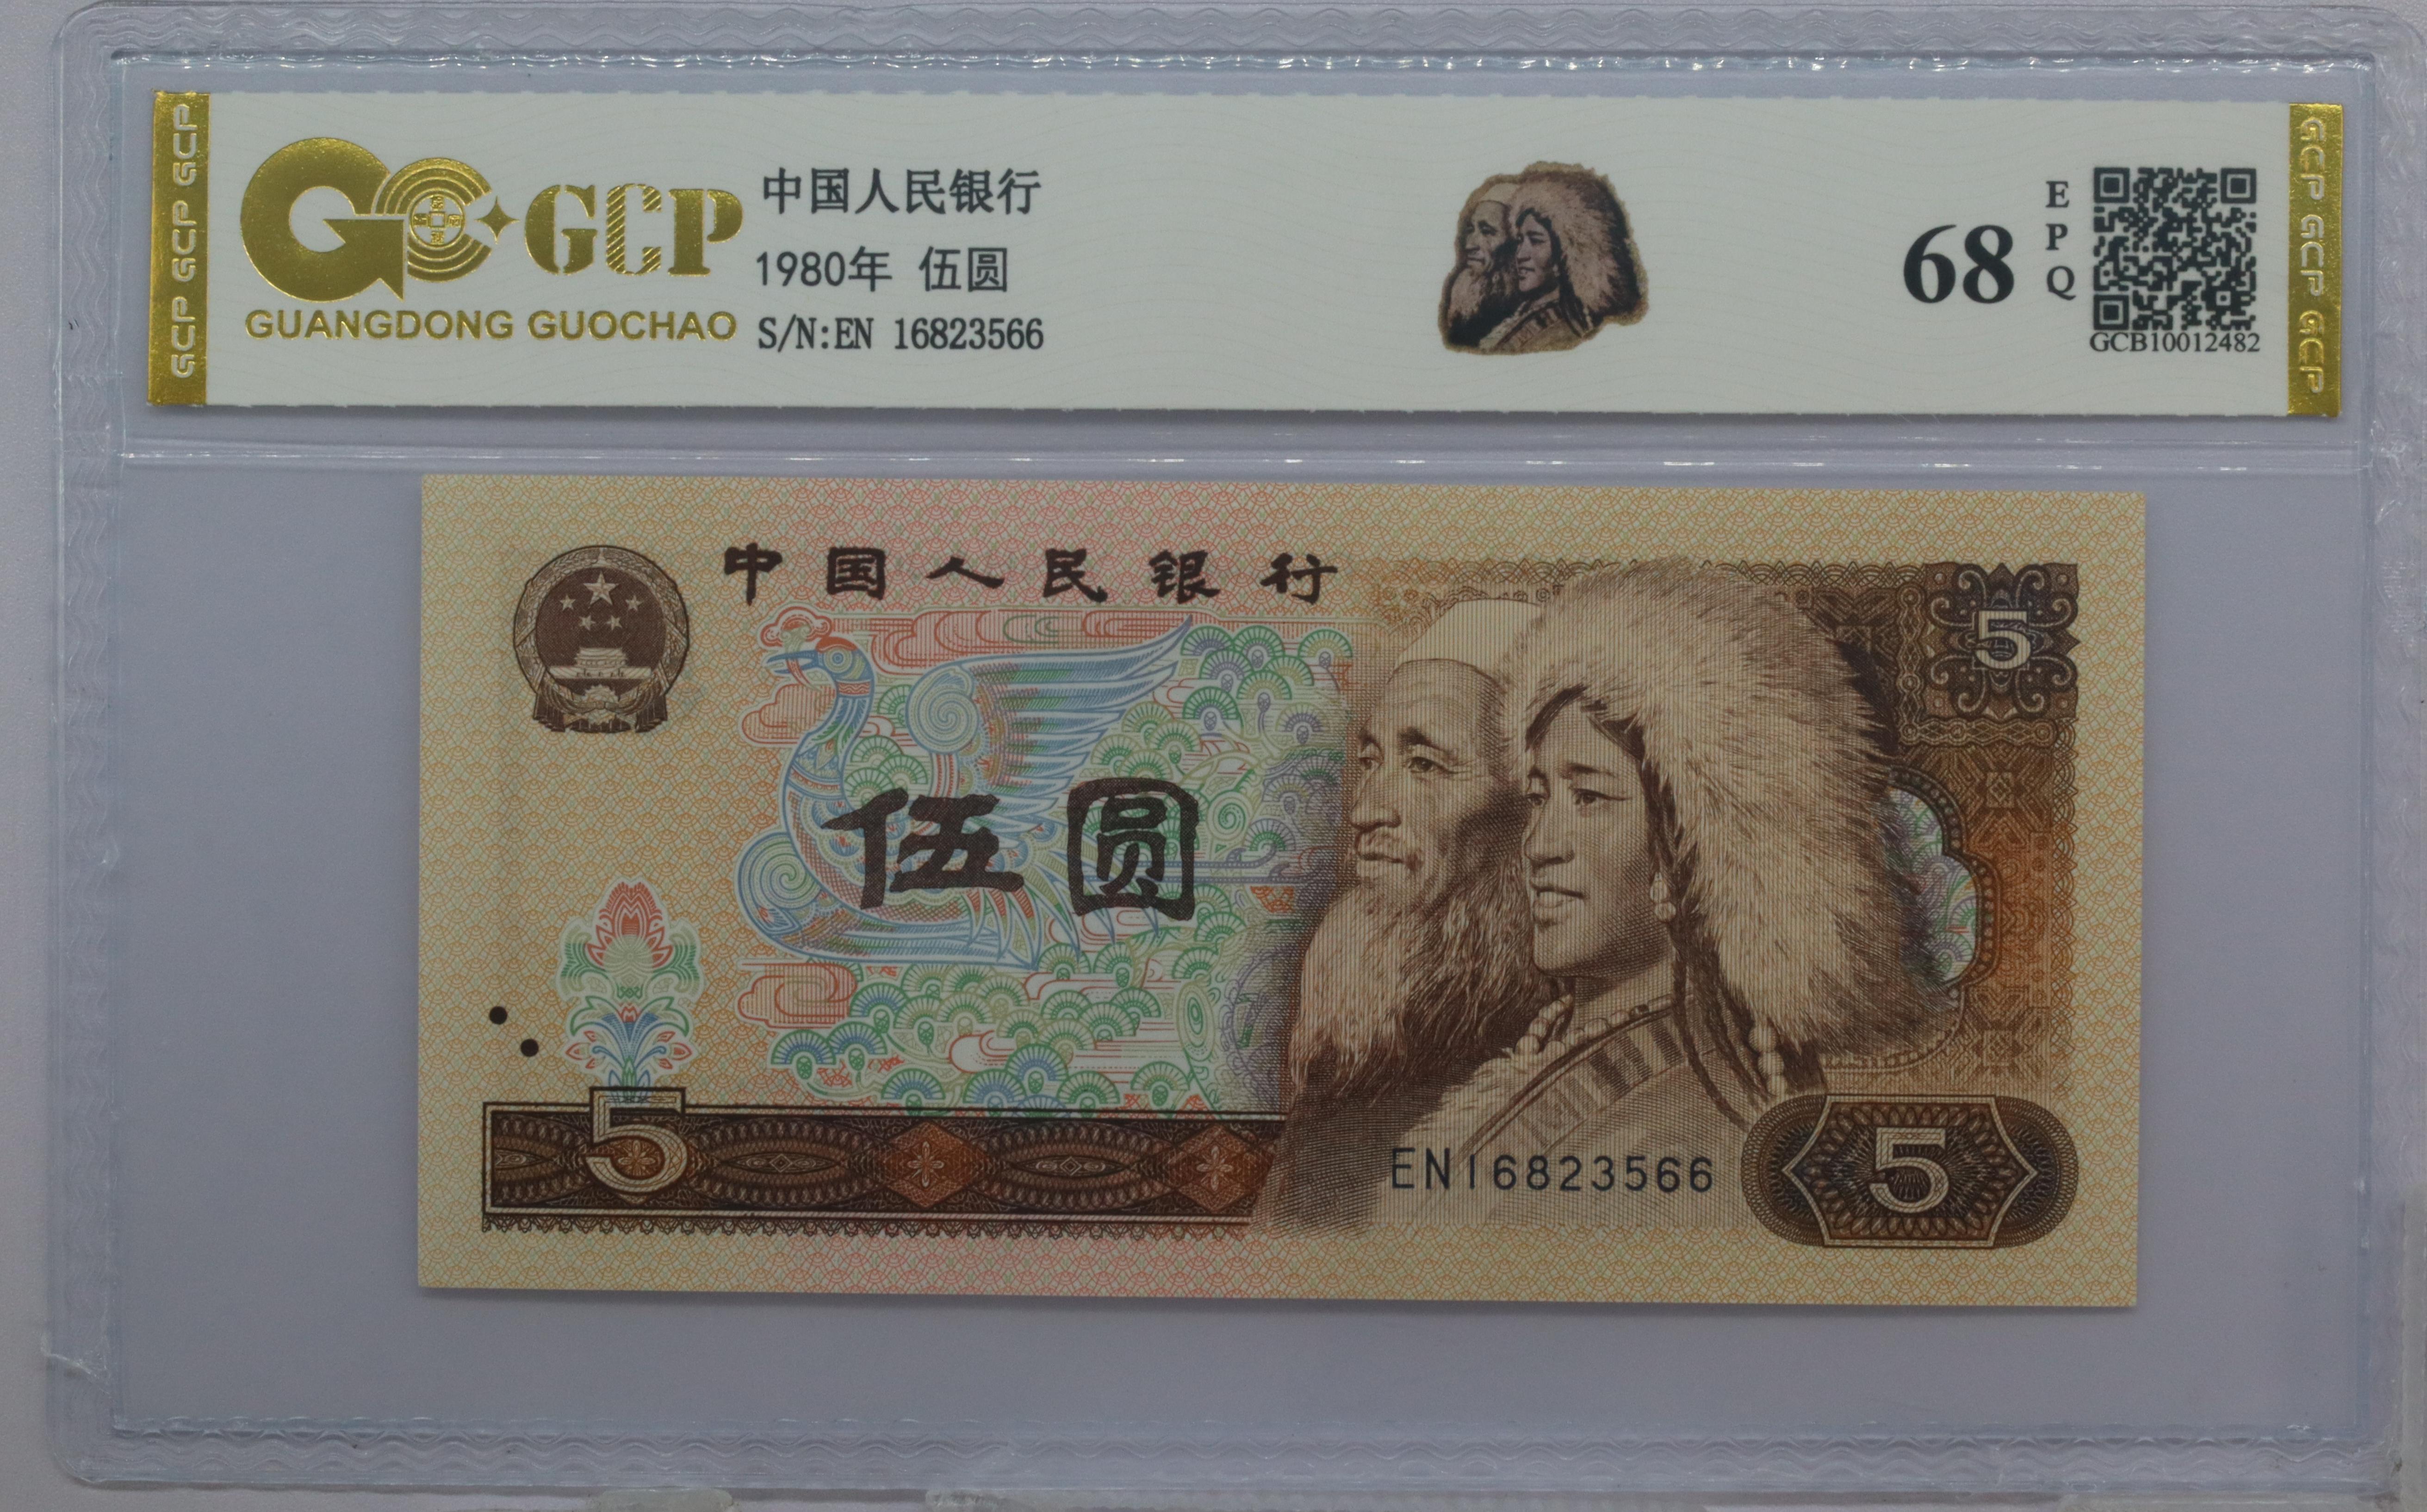 GCP GCP GCP
GCP
GUANGDONG GUOCHAO
中国人民银行
1980年 伍圆
S/N:EN 16823566
68
E
P
Q
GCB10012482
GCP GCP GCP
中国人民银行
5
伍圆
5
EN16823566
5